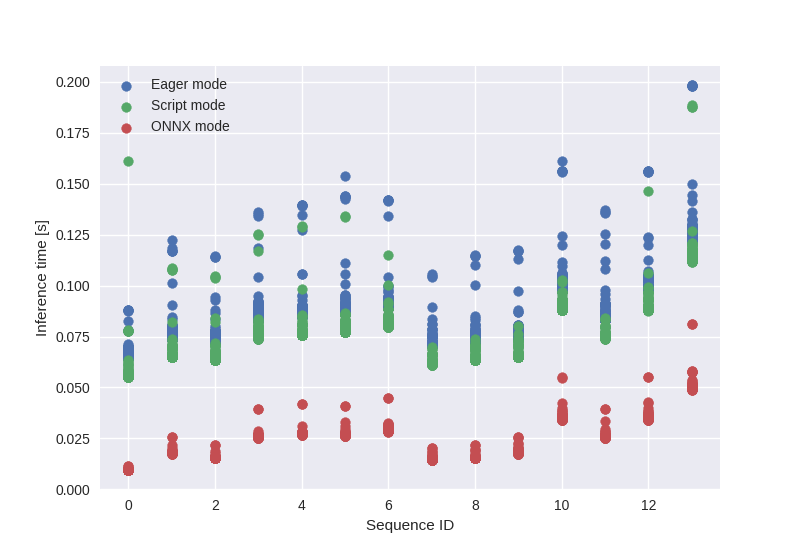 Eager mode
Script mode
ONNX mode
Inference time [s]
0.200
0.175
0.150
0.125
0.100
0.075
0.050
0.025
0.000
0 2 4 6 8 10 12
Sequence ID